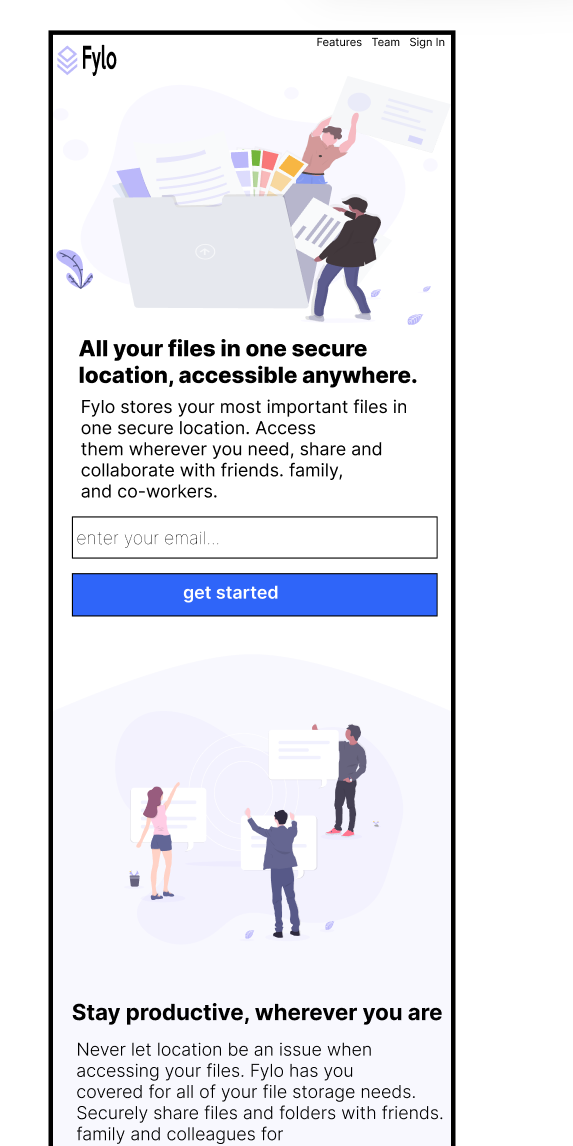 Fylo
Features Team Sign In
All your files in one secure
location, accessible anywhere.
Fylo stores your most important files in
one secure location. Access
them wherever you need, share and
collaborate with friends. family,
and co-workers.
enter your email...
get started
Stay productive, wherever you are
Never let location be an issue when
accessing your files. Fylo has you
covered for all of your file storage needs.
Securely share files and folders with friends.
family and colleagues for